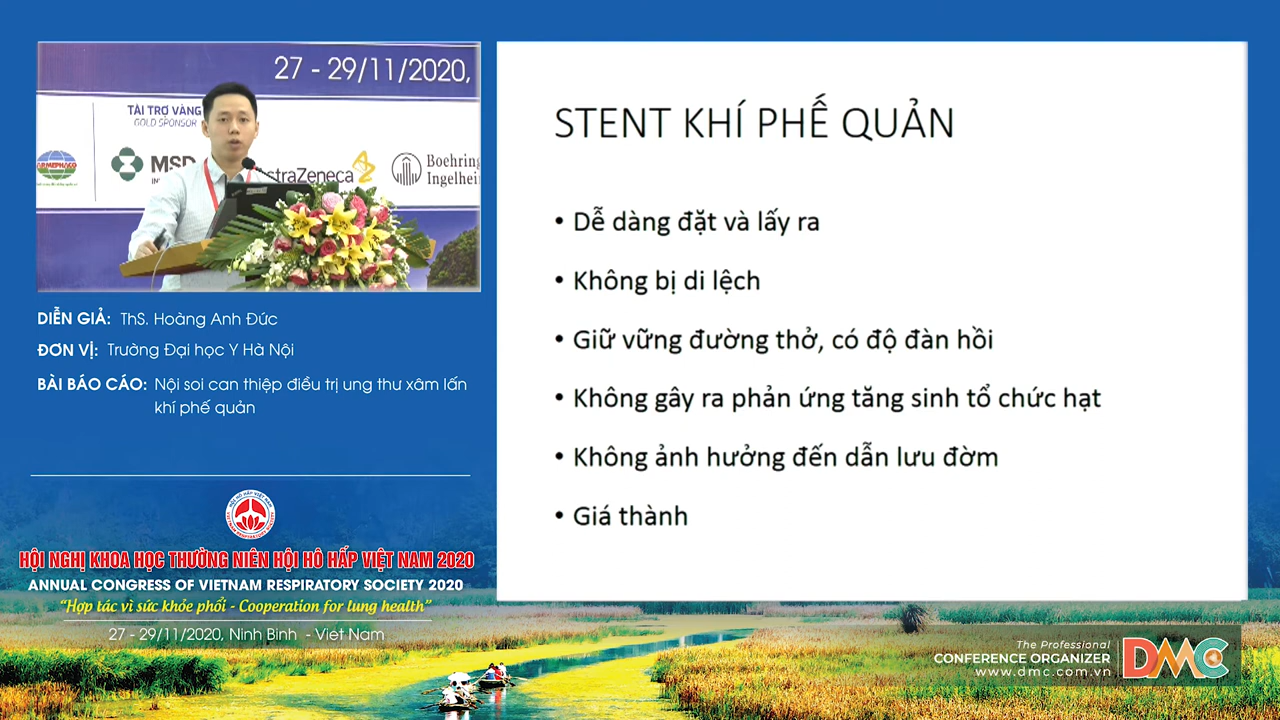 27 - 29/11/2020,
TÀI TRỢ VÀNG
GOLD SPONSOR
ARMEPHACO
MSD
straZeneca
Boehring
Ingelhei
DIỄN GIẢ: ThS. Hoàng Anh Đức
ĐƠN VỊ: Trường Đại học Y Hà Nội
BÀI BÁO CÁO: Nội soi can thiệp điều trị ung thư xâm lấn
khí phế quản
HỘI NGHỊ KHOA HỌC THƯỜNG NIÊN HỘI HÔ HẤP VIỆT NAM 2020
ANNUAL CONGRESS OF VIETNAM RESPIRATORY SOCIETY 2020
“Hợp tác vì sức khỏe phổi - Cooperation for lung health”
27 - 29/11/2020, Ninh Bình - Viet Nam
STENT KHÍ PHẾ QUẢN
• Dễ dàng đặt và lấy ra
• Không bị di lệch
• Giữ vững đường thở, có độ đàn hồi
• Không gây ra phản ứng tăng sinh tổ chức hạt
• Không ảnh hưởng đến dẫn lưu đờm
• Giá thành
The Professional
CONFERENCE ORGANIZER
www.dmc.com.vn
DMC